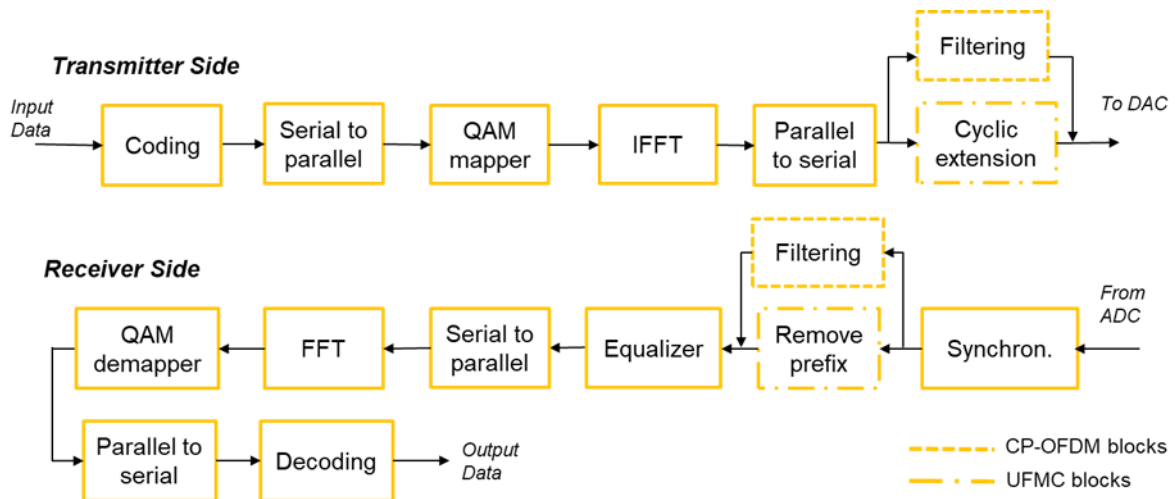 Transmitter Side
Input
Data
Coding
Serial to
parallel
QAM
mapper
IFFT
Parallel
to serial
Filtering
Cyclic
extension
To DAC
Receiver Side
From
ADC
Synchron.
Filtering
Remove
prefix
Equalizer
Serial to
parallel
FFT
QAM
demapper
Parallel to
serial
Decoding
Output
Data
CP-OFDM blocks
UFMC blocks